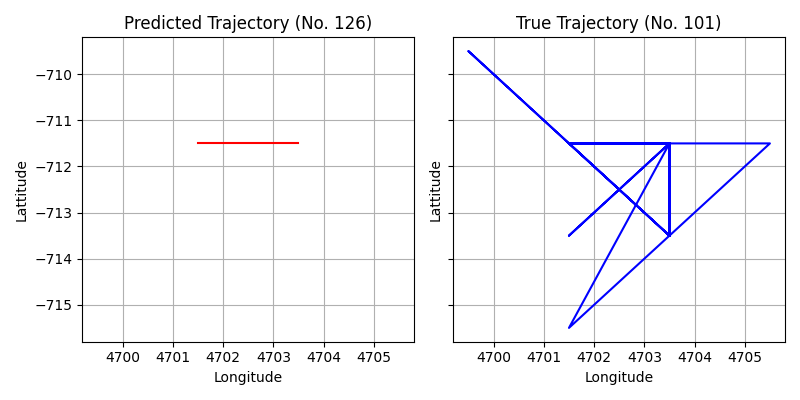 Predicted Trajectory (No. 126)
True Trajectory (No. 101)
Lattitude
−710
−711
−712
−713
−714
−715
4700 4701 4702 4703 4704 4705
Longitude
Lattitude
4700 4701 4702 4703 4704 4705
Longitude